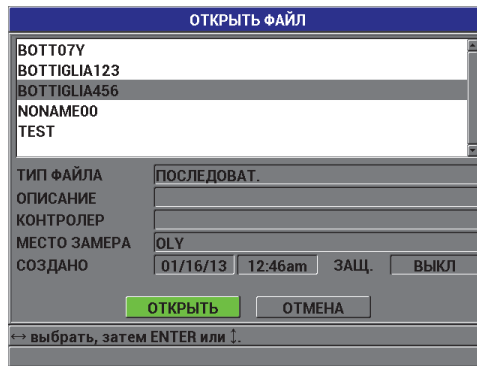 ОТКРЫТЬ ФАЙЛ
BOTT07Y
BOTTIGLIA123
BOTTIGLIA456
NONAME00
TEST
ТИП ФАЙЛА ПОСЛЕДОВАТ.
ОПИСАНИЕ
КОНТРОЛЕР
МЕСТО ЗАМЕРА OLY
СОЗДАНО 01/16/13 12:46am ЗАЩ. ВЫКЛ
ОТКРЫТЬ ОТМЕНА
↔ выбрать, затем ENTER или ↕.